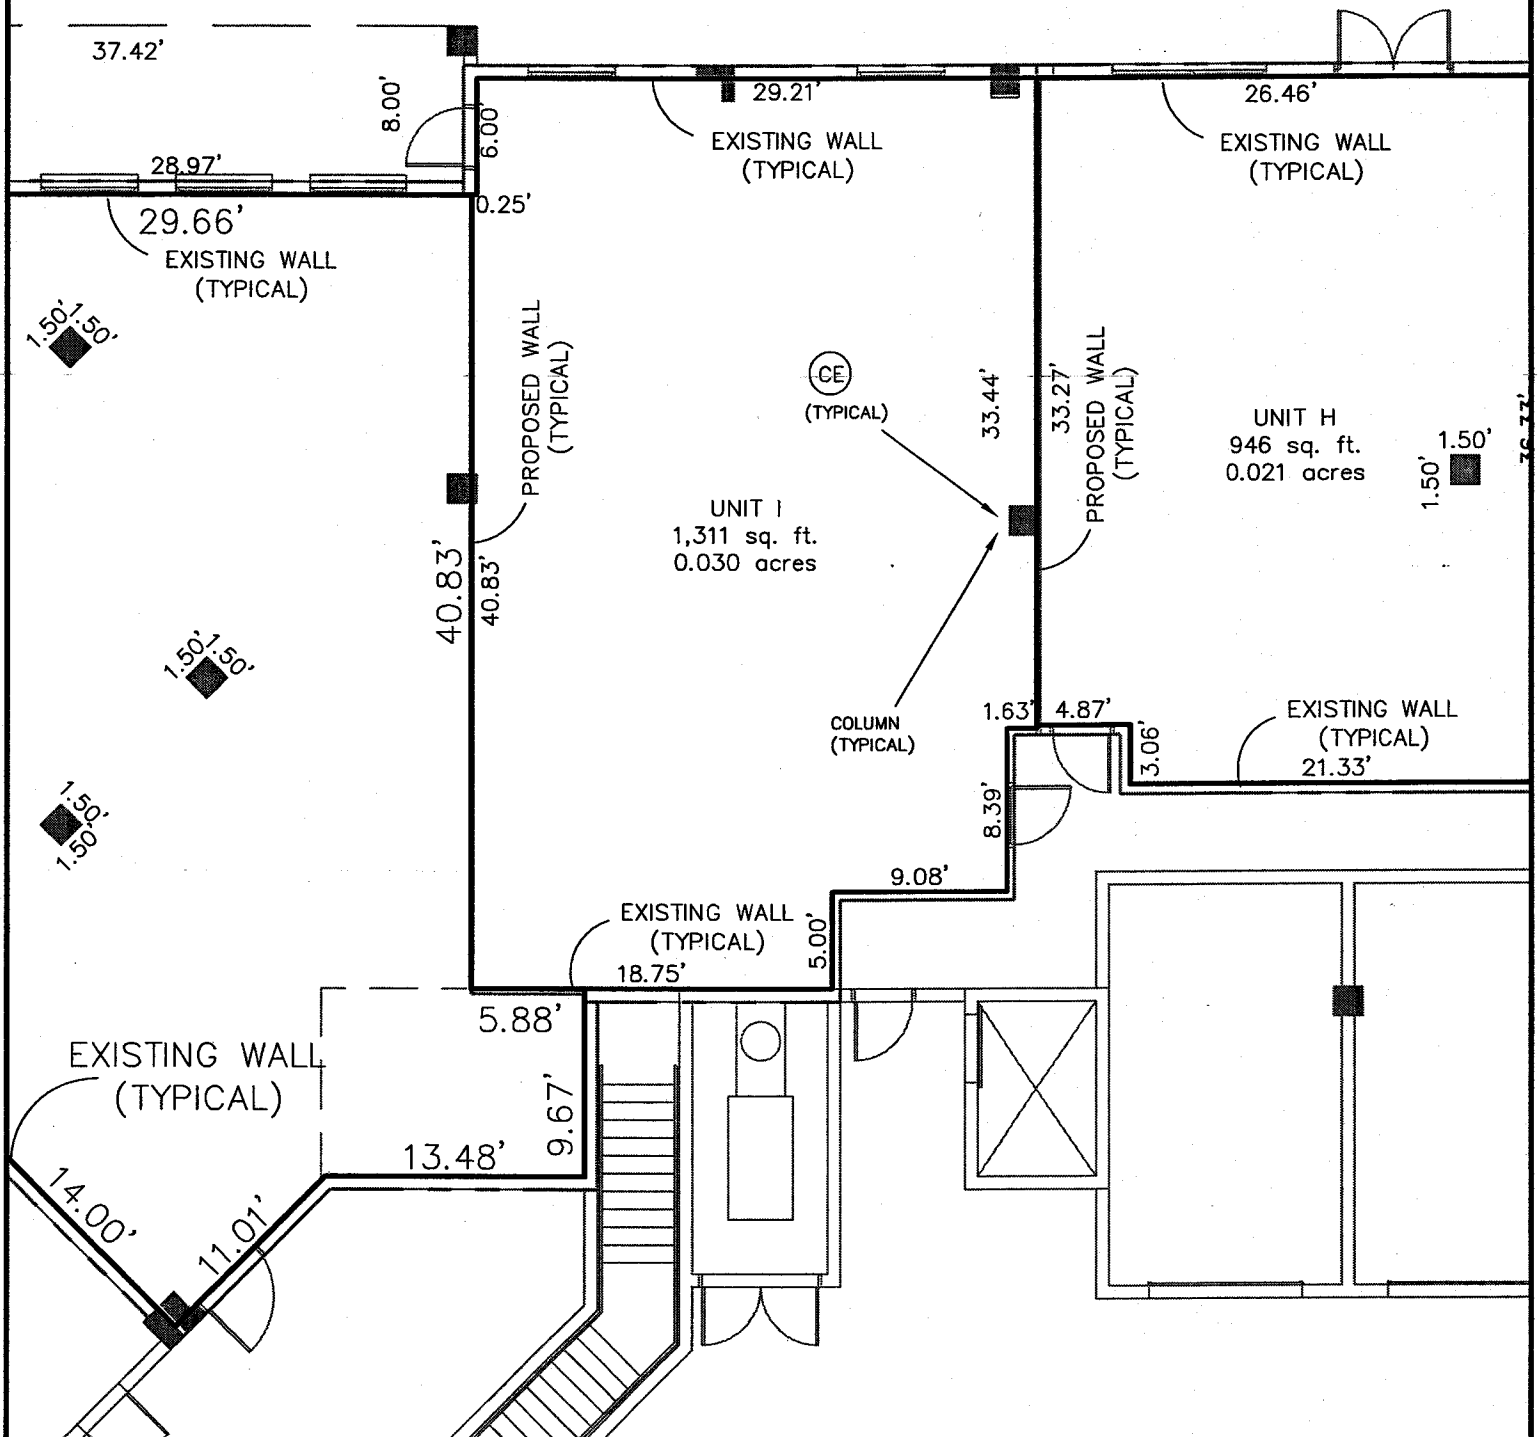 37.42'
8.00'
6.00'
29.21'
26.46'
EXISTING WALL
(TYPICAL)
EXISTING WALL
(TYPICAL)
28.97'
0.25'
29.66'
EXISTING WALL
(TYPICAL)
1.50'
1.50'
PROPOSED WALL
(TYPICAL)
CE
(TYPICAL)
33.44'
33.27'
PROPOSED WALL
(TYPICAL)
UNIT H
946 sq. ft.
0.021 acres
1.50'
1.50'
UNIT I
1,311 sq. ft.
0.030 acres
40.83'
40.83'
1.50'
1.50'
COLUMN
(TYPICAL)
1.63'
4.87'
3.06'
EXISTING WALL
(TYPICAL)
21.33'
1.50'
1.50'
8.39'
9.08'
EXISTING WALL
(TYPICAL)
5.00'
18.75'
5.88'
EXISTING WALL
(TYPICAL)
9.67'
13.48'
14.00'
11.01'